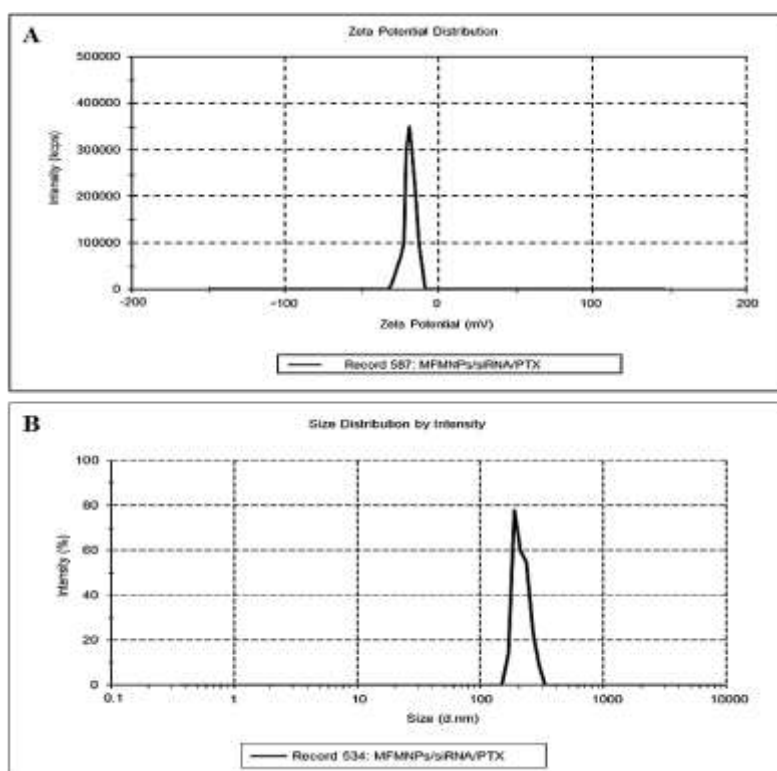 A
Zeta Potential Distribution
500000
400000
300000
200000
100000
0
Intensity (kcps)
-200
-100
0
100
200
Zeta Potential (mV)
Record 587: MFMNPs/siRNA/PTX
B
Size Distribution by Intensity
100
80
60
40
20
0
Intensity (%)
0.1
1
10
100
1000
10000
Size (d.nm)
Record 534: MFMNPs/siRNA/PTX